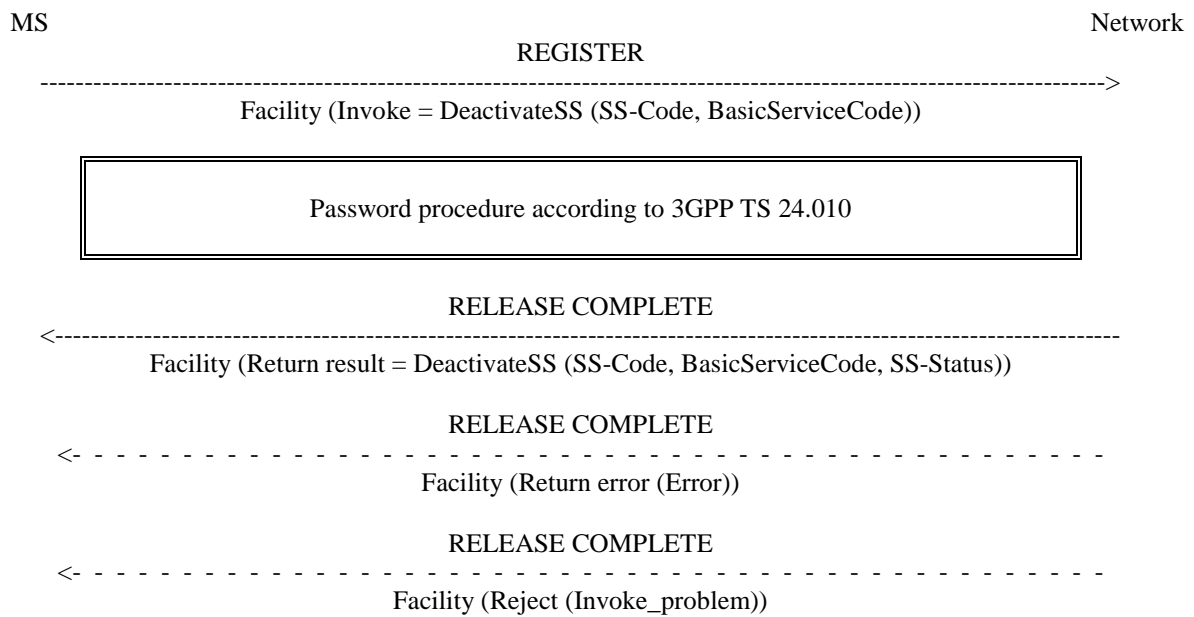 MS Network
REGISTER
------------------------------------------------------------------------------------------------------------------------>
Facility (Invoke = DeactivateSS (SS-Code, BasicServiceCode))
Password procedure according to 3GPP TS 24.010
RELEASE COMPLETE
<------------------------------------------------------------------------------------------------------------------------
Facility (Return result = DeactivateSS (SS-Code, BasicServiceCode, SS-Status))
RELEASE COMPLETE
<- - - - - - - - - - - - - - - - - - - - - - - - - - - - - - - - - - - - - - - - - - - - - - - -
Facility (Return error (Error))
RELEASE COMPLETE
<- - - - - - - - - - - - - - - - - - - - - - - - - - - - - - - - - - - - - - - - - - - - - - - -
Facility (Reject (Invoke_problem))